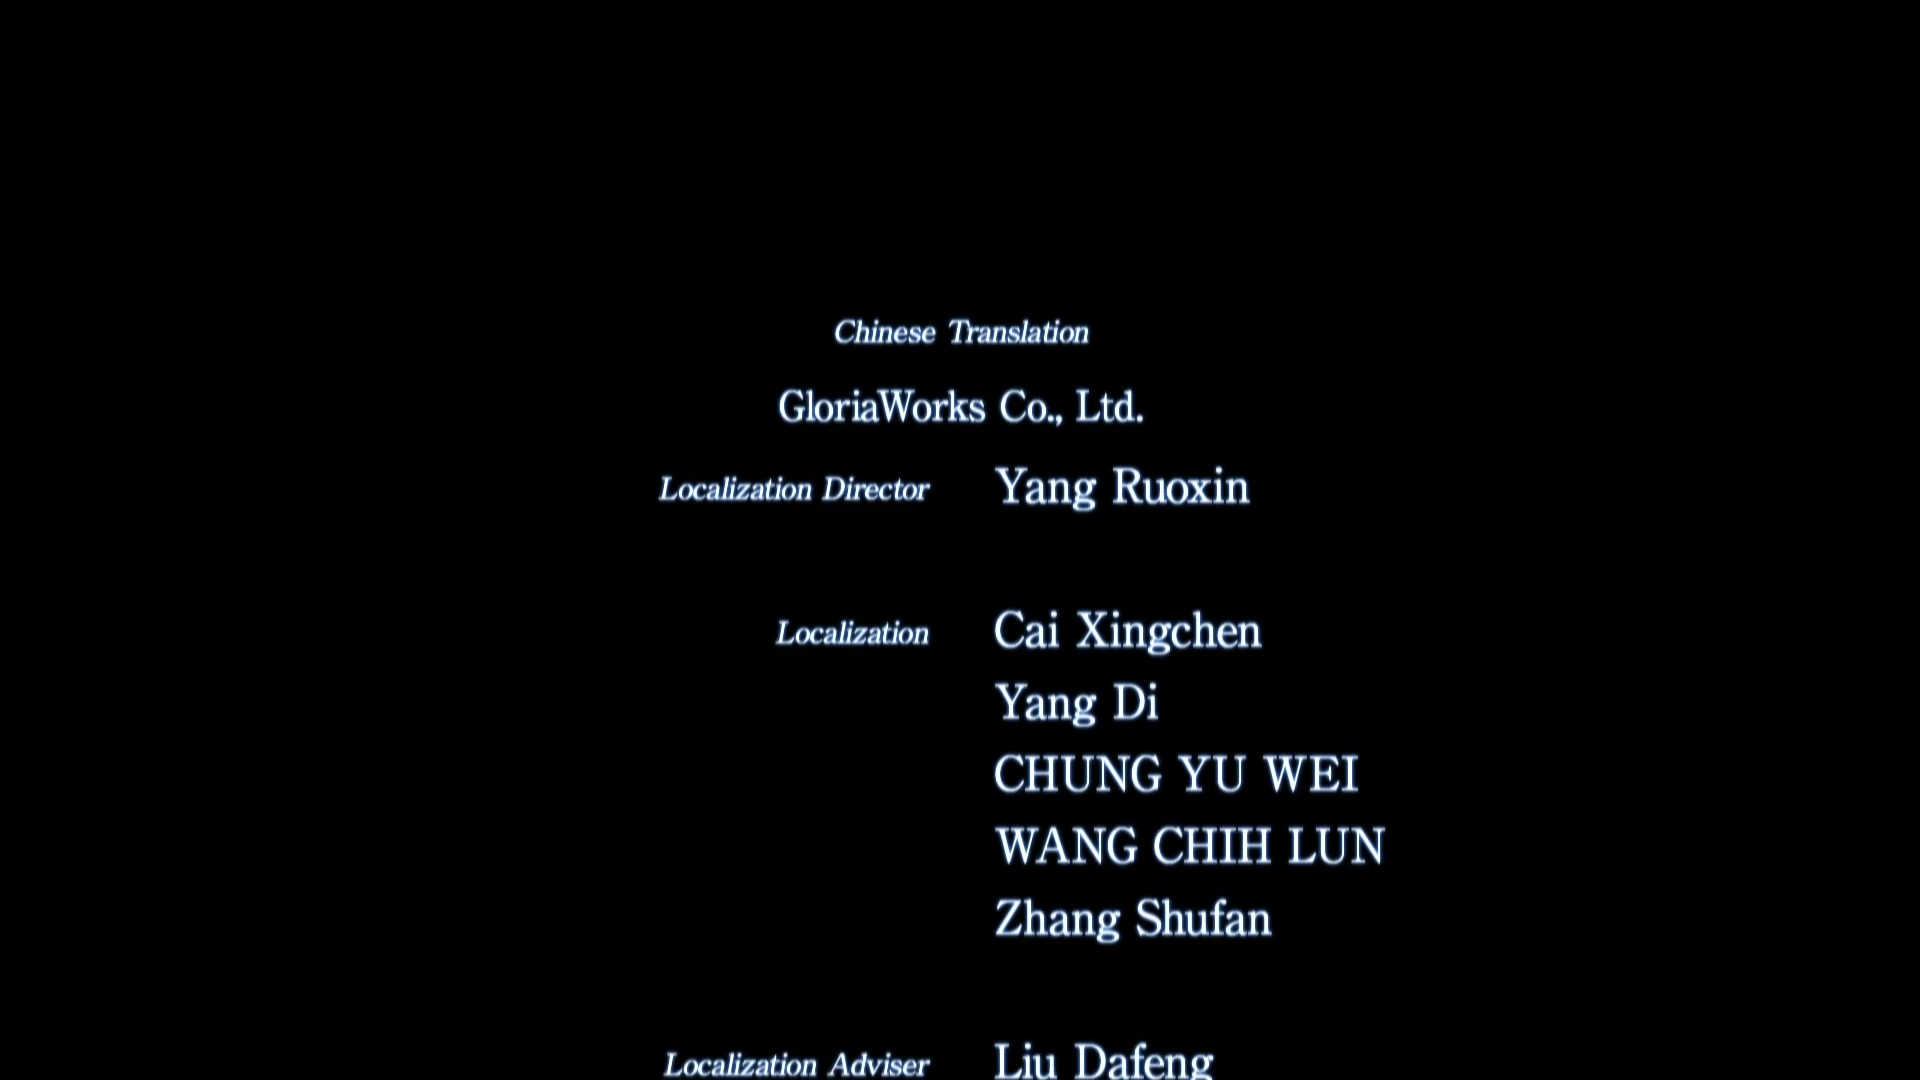 Chinese Translation
GloriaWorks Co., Ltd.
Localization Director Yang Ruoxin
Localization Cai Xingchen
Yang Di
CHUNG YU WEI
WANG CHIH LUN
Zhang Shufan
Localization Adviser Liu Dafeng